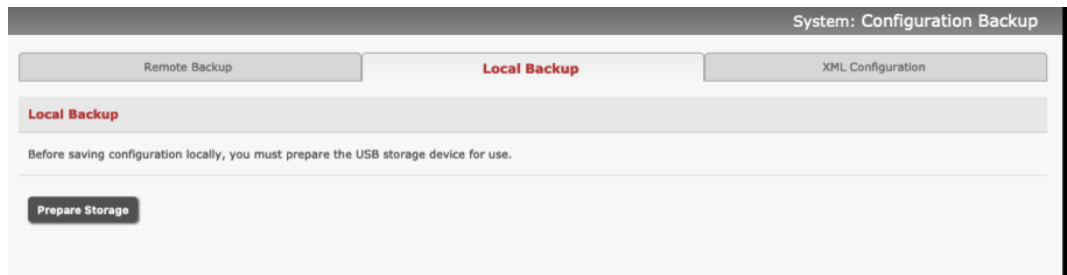 System: Configuration Backup
Remote Backup
Local Backup
XML Configuration
Local Backup
Before saving configuration locally, you must prepare the USB storage device for use.
Prepare Storage